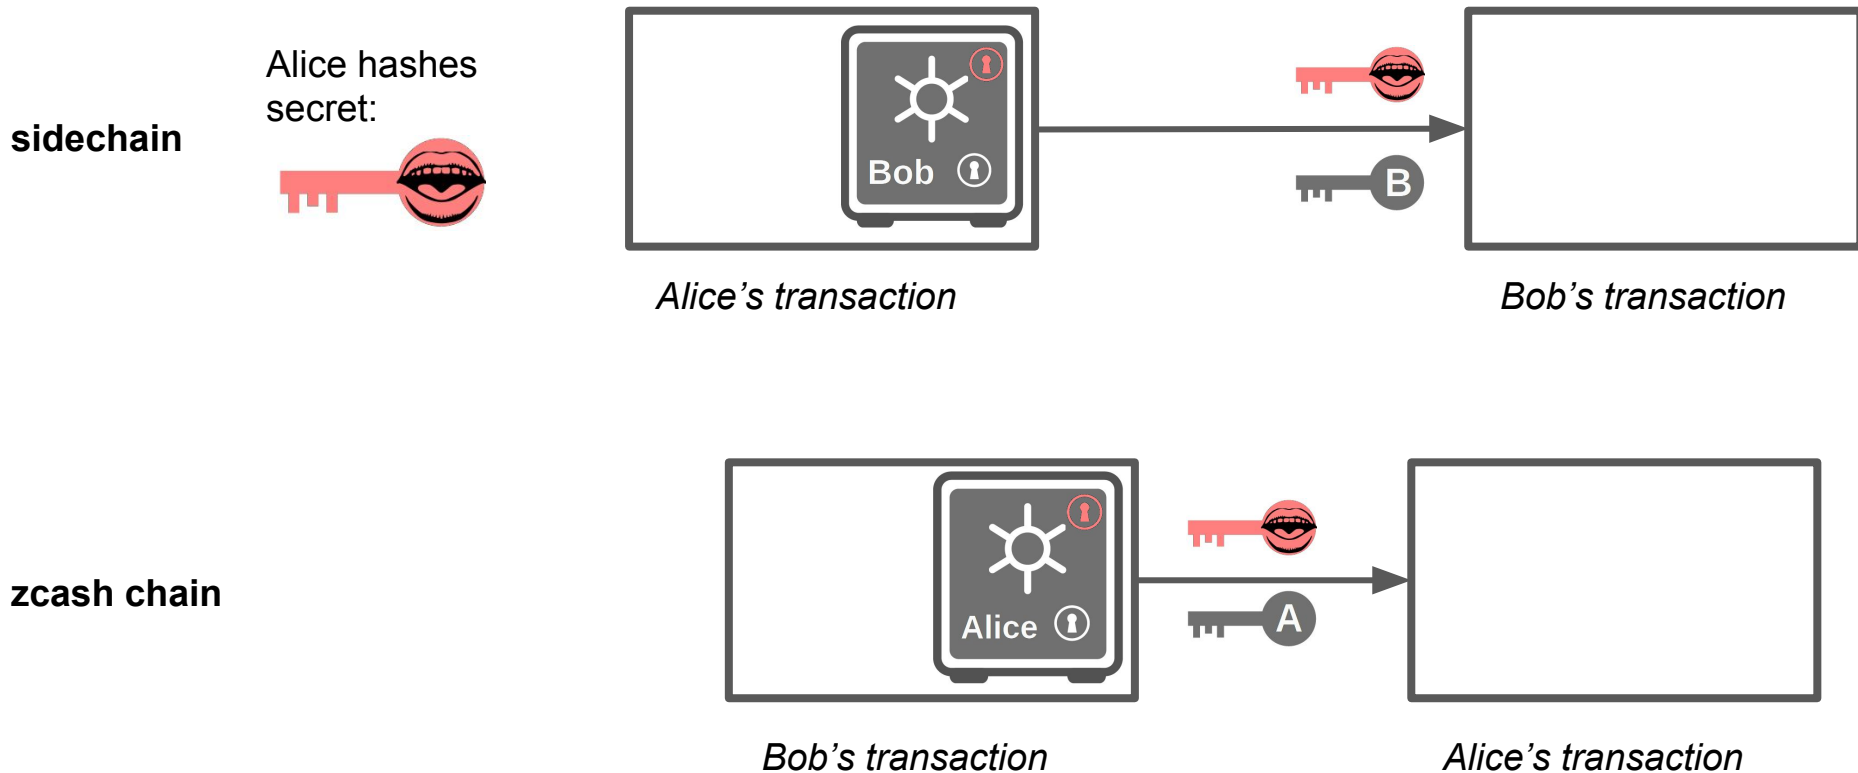 Alice hashes
secret:
sidechain
Bob
B
Alice's transaction
Bob's transaction
zcash chain
Alice
A
Bob's transaction
Alice's transaction